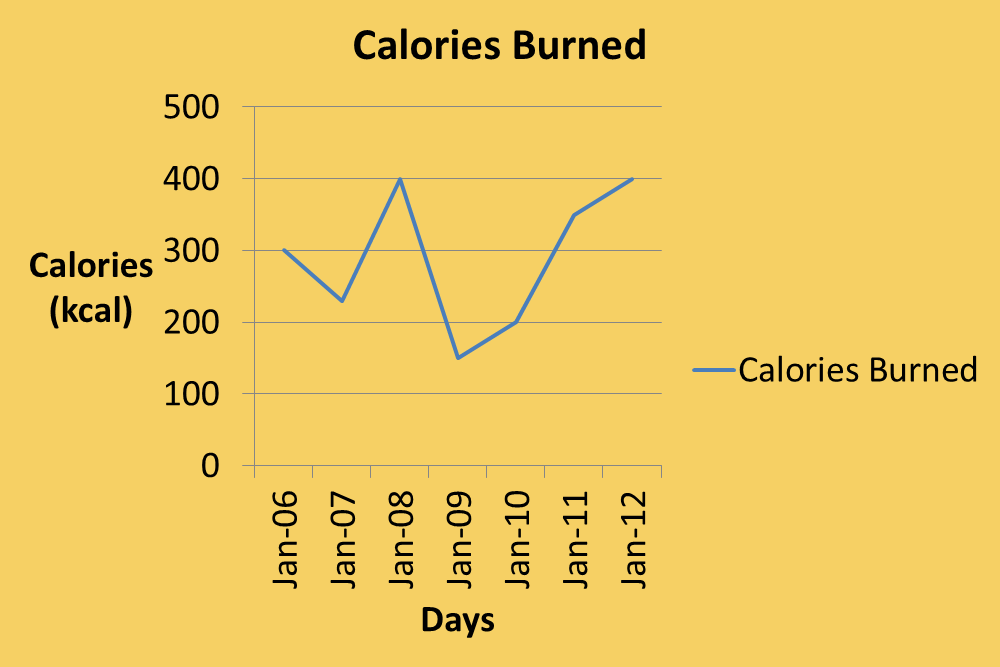 Calories Burned
500
400
300
200
100
0
Calories
(kcal)
Jan-06
Jan-07
Jan-08
Jan-09
Jan-10
Jan-11
Jan-12
Days
Calories Burned